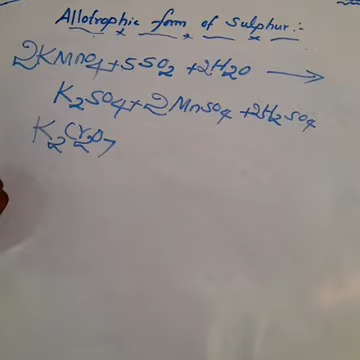 Allotrophic form of Sulphur:-
2KMnO4+5SO2+2H2O →
K2SO4+2MnSO4+2H2SO4
K2Cr2O7